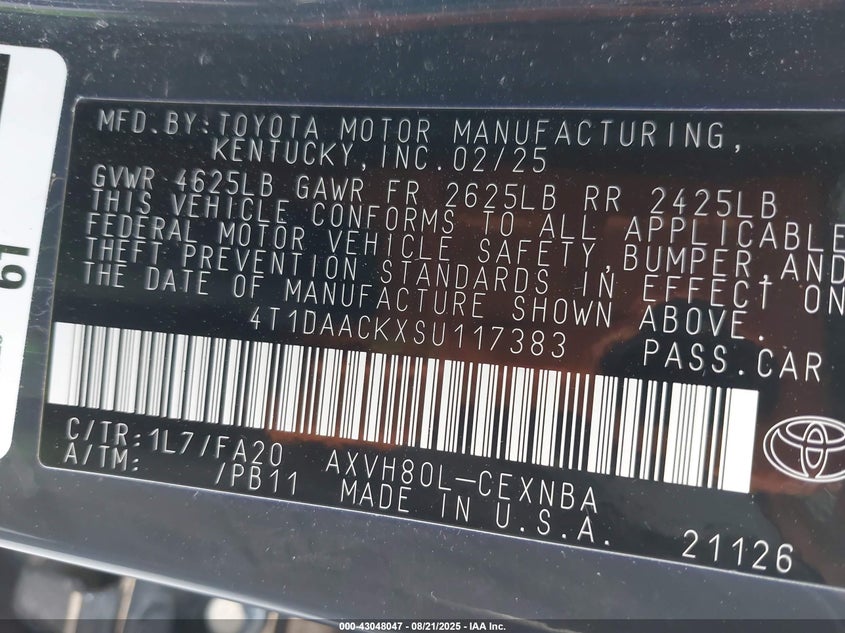 MFD.BY:TOYOTA MOTOR MANUFACTURING,
KENTUCKY, INC. 02/25
GVWR 4625LB GAWR FR 2625LB RR 2425LB
THIS VEHICLE CONFORMS TO ALL APPLICABLE
FEDERAL MOTOR VEHICLE SAFETY, BUMPER, AND
THEFT PREVENTION STANDARDS IN EFFECT ON
THE DATE OF MANUFACTURE SHOWN ABOVE.
4T1DAACKXSU117383 PASS.CAR
C/TR:1L7/FA20 AXVH80L-CEXNBA
A/TM: /PB11 MADE IN U.S.A.
21126
61
000-43048047 - 08/21/2025 - IAA Inc.